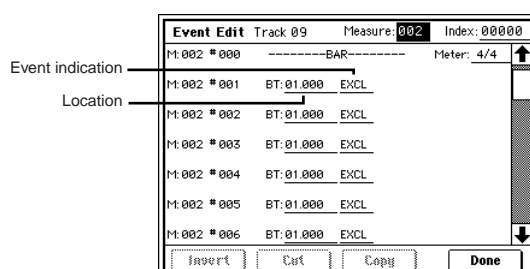 Event Edit Track 09 Measure: 002 Index: 00000
M: 002 #000 --------BAR-------- Meter: 4/4
Event indication
M: 002 #001 BT: 01.000 EXCL
Location
M: 002 #002 BT: 01.000 EXCL
M: 002 #003 BT: 01.000 EXCL
M: 002 #004 BT: 01.000 EXCL
M: 002 #005 BT: 01.000 EXCL
M: 002 #006 BT: 01.000 EXCL
Insert Cut Copy Done